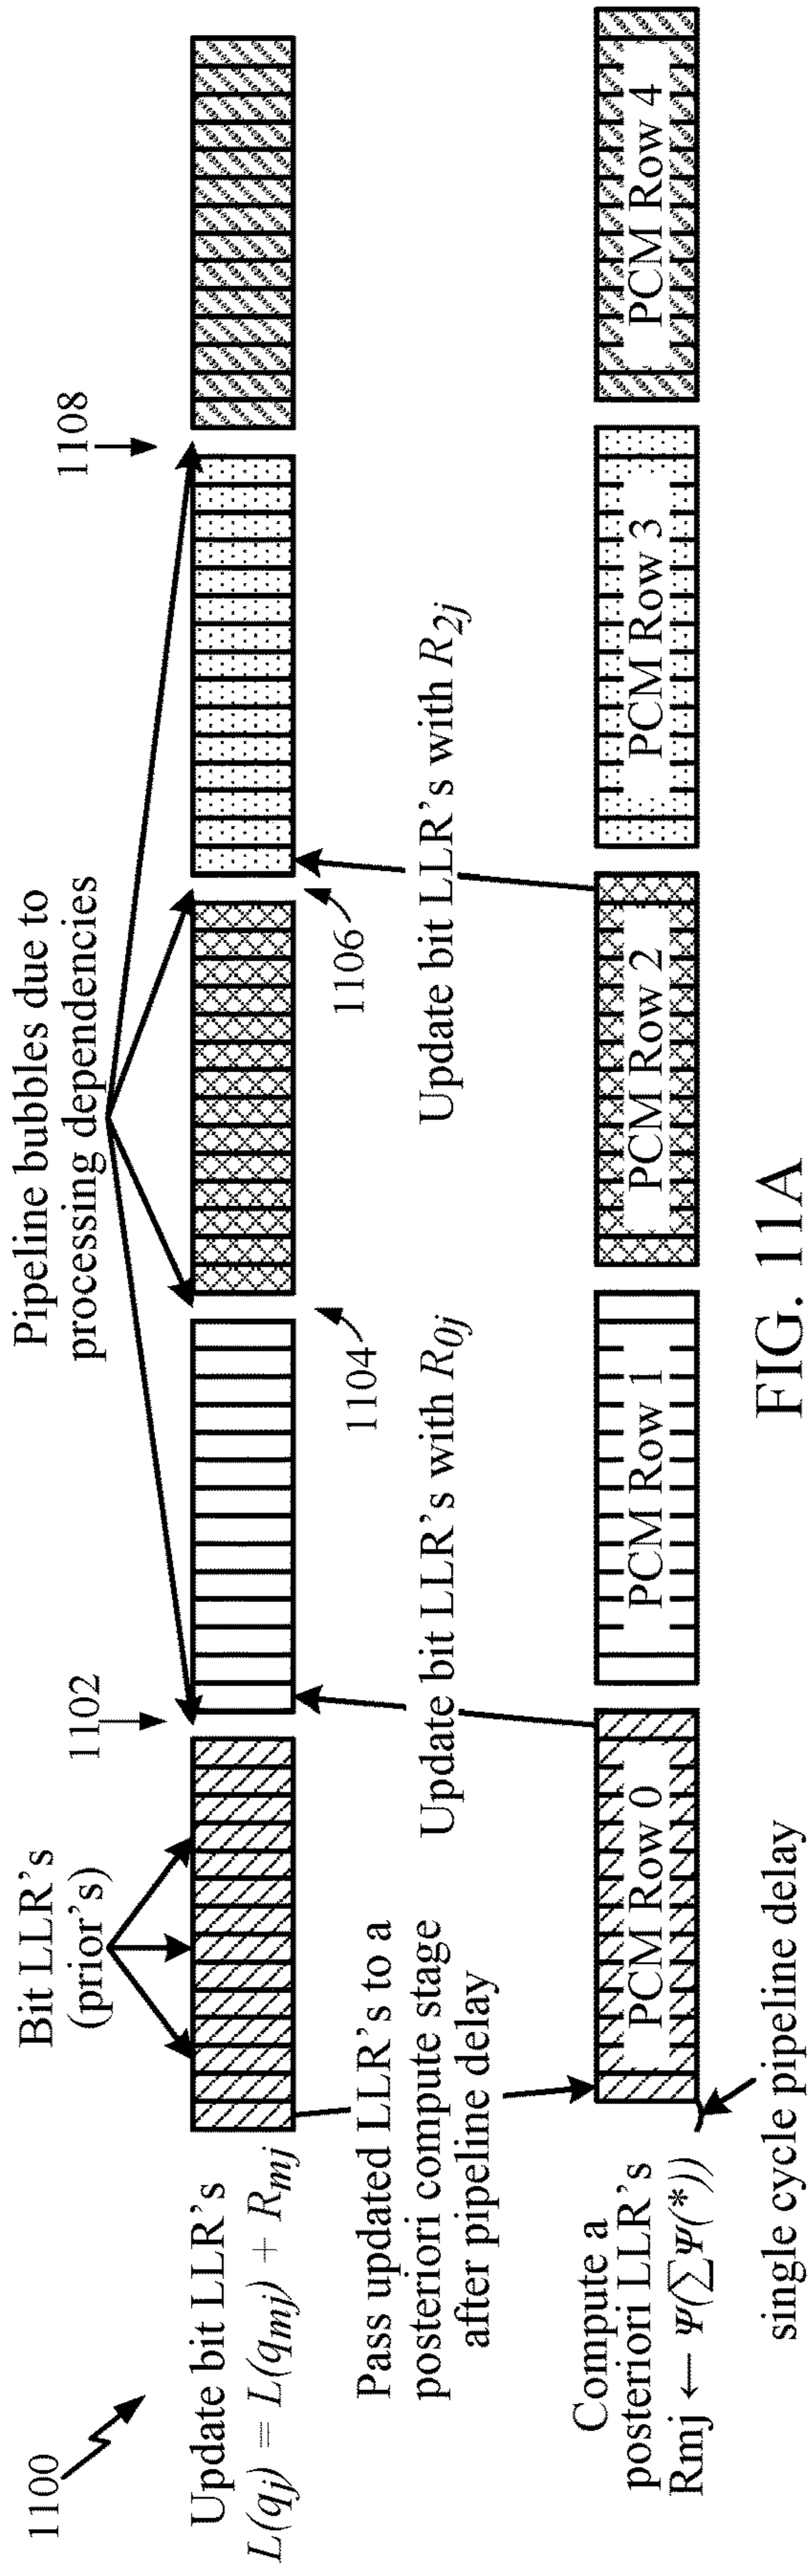 1100
Update bit LLR's
L(qj) = L(qmj) + Rmj
Bit LLR's
(prior's)
1102
Pipeline bubbles due to
processing dependencies
1104
1106
1108
Pass updated LLR's to a
posteriori compute stage
after pipeline delay
Update bit LLR's with R0j
Update bit LLR's with R2j
Compute a
posteriori LLR's
Rmj ← Ψ(∑Ψ(*))
single cycle pipeline delay
PCM Row 0
PCM Row 1
PCM Row 2
PCM Row 3
PCM Row 4
FIG. 11A